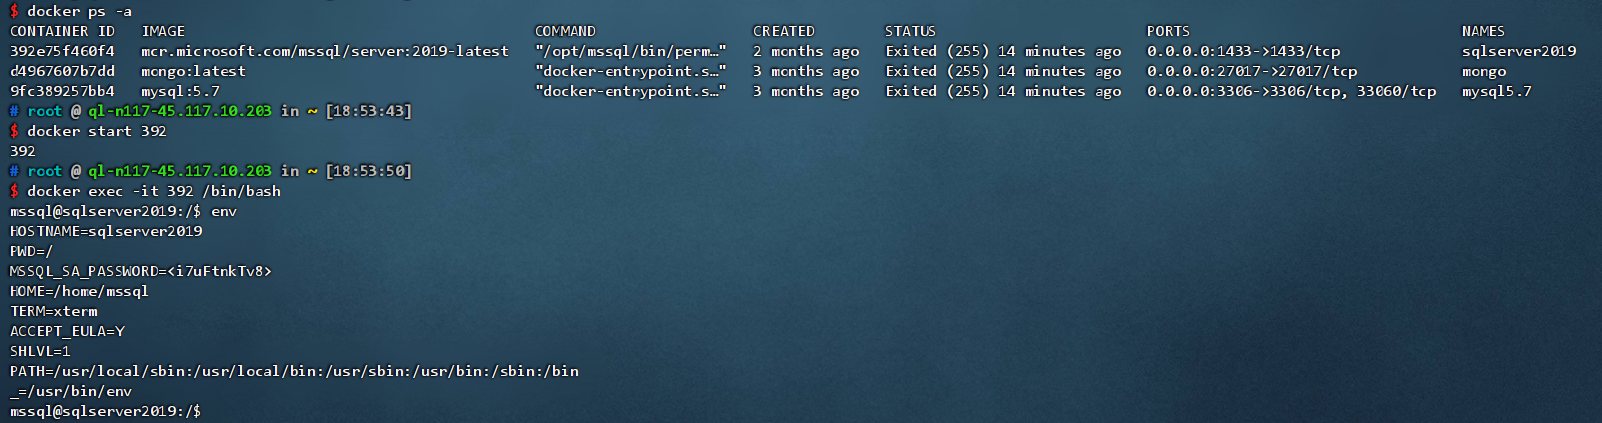 $ docker ps -a
CONTAINER ID   IMAGE                                        COMMAND                  CREATED        STATUS                        PORTS                               NAMES
392e75f460f4   mcr.microsoft.com/mssql/server:2019-latest   "/opt/mssql/bin/perm…"   2 months ago   Exited (255) 14 minutes ago   0.0.0.0:1433->1433/tcp              sqlserver2019
d4967607b7dd   mongo:latest                                 "docker-entrypoint.s…"   3 months ago   Exited (255) 14 minutes ago   0.0.0.0:27017->27017/tcp            mongo
9fc389257bb4   mysql:5.7                                    "docker-entrypoint.s…"   3 months ago   Exited (255) 14 minutes ago   0.0.0.0:3306->3306/tcp, 33060/tcp   mysql5.7
# root @ ql-n117-45.117.10.203 in ~ [18:53:43]
$ docker start 392
392
# root @ ql-n117-45.117.10.203 in ~ [18:53:50]
$ docker exec -it 392 /bin/bash
mssql@sqlserver2019:/$ env
HOSTNAME=sqlserver2019
PWD=/
MSSQL_SA_PASSWORD=<i7uFtnkTv8>
HOME=/home/mssql
TERM=xterm
ACCEPT_EULA=Y
SHLVL=1
PATH=/usr/local/sbin:/usr/local/bin:/usr/sbin:/usr/bin:/sbin:/bin
_=/usr/bin/env
mssql@sqlserver2019:/$